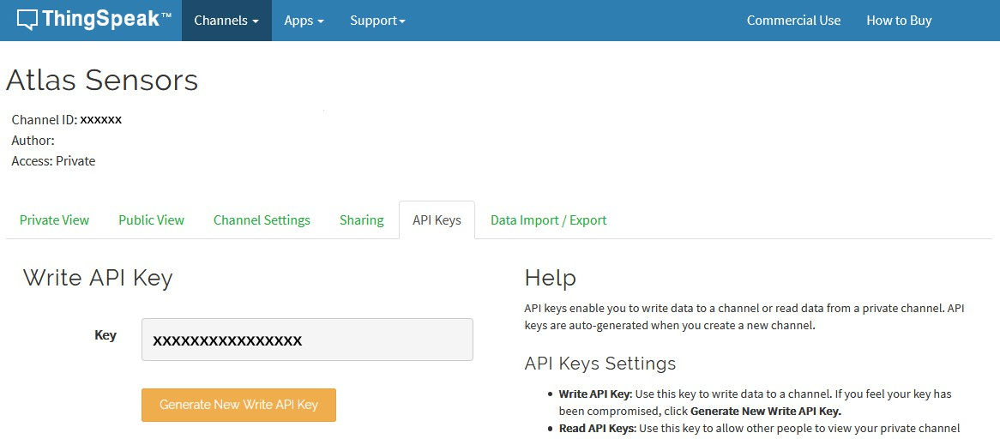 ThingSpeak™ Channels Apps Support Commercial Use How to Buy
Atlas Sensors
Channel ID: XXXXXX
Author:
Access: Private
Private View Public View Channel Settings Sharing API Keys Data Import / Export
Write API Key
Key XXXXXXXXXXXXXXXX
Generate New Write API Key
Help
API keys enable you to write data to a channel or read data from a private channel. API
keys are auto-generated when you create a new channel.
API Keys Settings
• Write API Key: Use this key to write data to a channel. If you feel your key has
been compromised, click Generate New Write API Key.
• Read API Keys: Use this key to allow other people to view your private channel